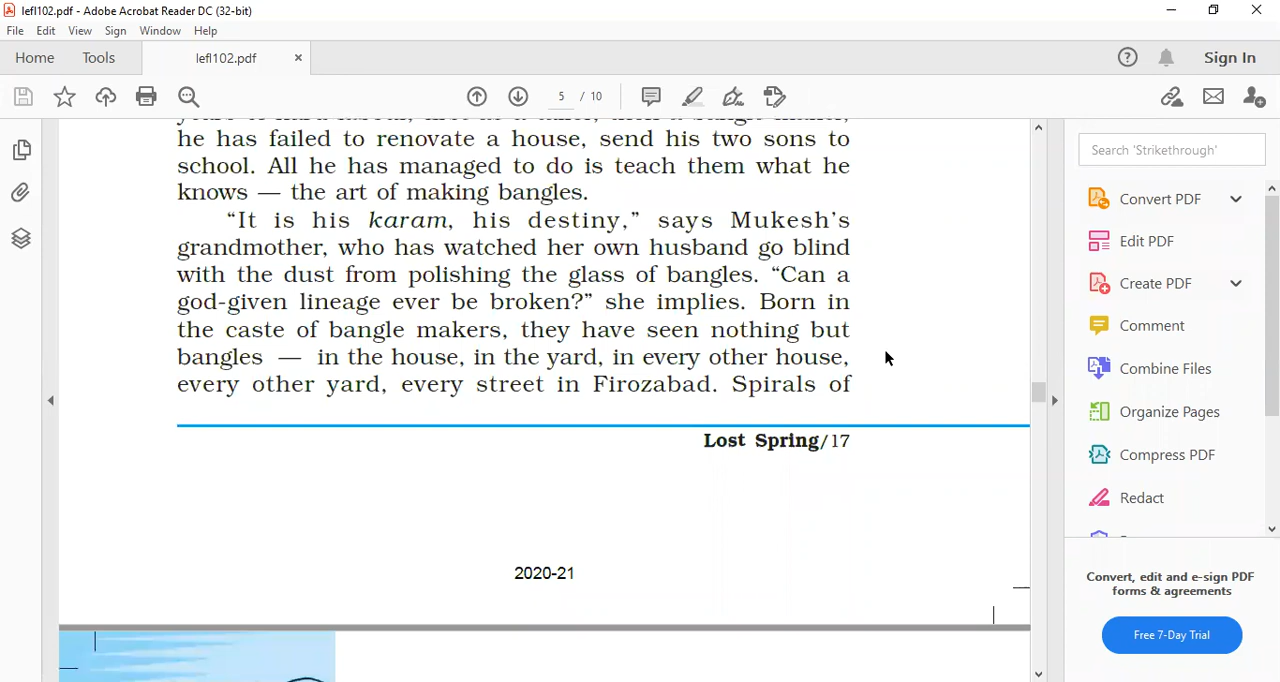 lefl102.pdf - Adobe Acrobat Reader DC (32-bit)
File Edit View Sign Window Help
Home Tools lefl102.pdf × Sign In
5 / 10
he has failed to renovate a house, send his two sons to
school. All he has managed to do is teach them what he
knows — the art of making bangles.
“It is his karam, his destiny,” says Mukesh’s
grandmother, who has watched her own husband go blind
with the dust from polishing the glass of bangles. “Can a
god-given lineage ever be broken?” she implies. Born in
the caste of bangle makers, they have seen nothing but
bangles — in the house, in the yard, in every other house,
every other yard, every street in Firozabad. Spirals of
Lost Spring/17
2020-21
Search 'Strikethrough'
Convert PDF
Edit PDF
Create PDF
Comment
Combine Files
Organize Pages
Compress PDF
Redact
Convert, edit and e-sign PDF
forms & agreements
Free 7-Day Trial